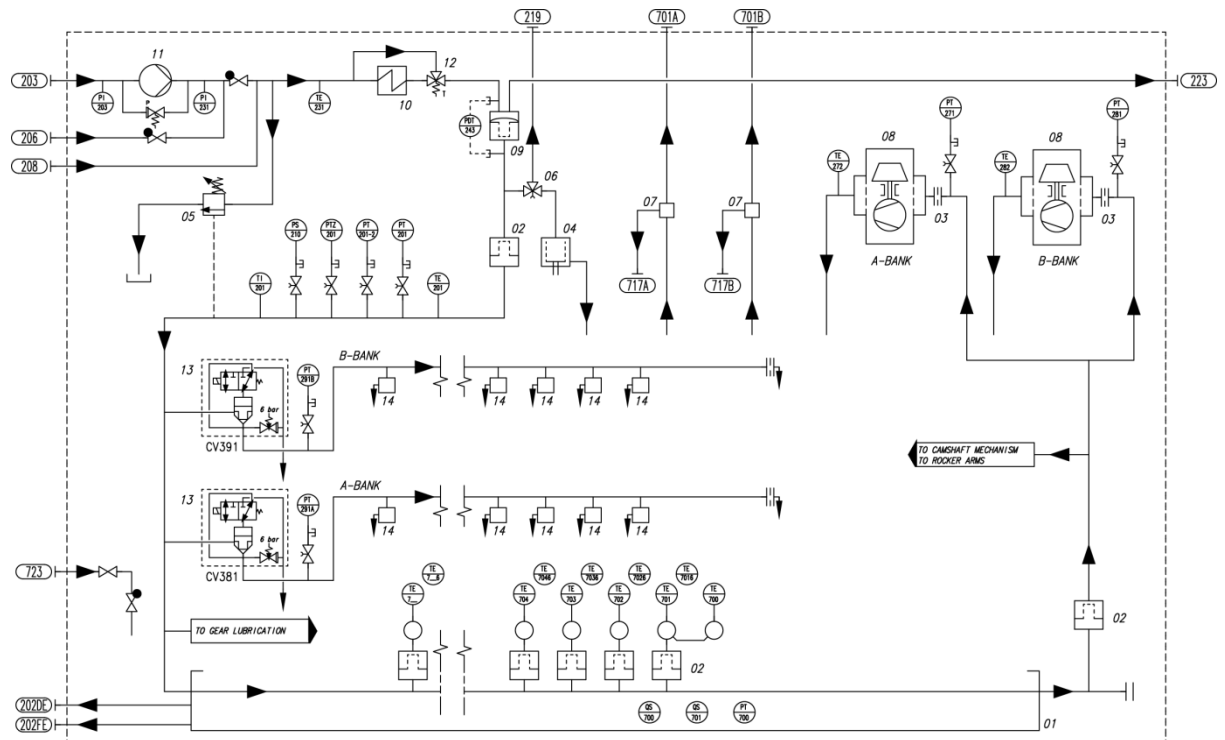 219
701A
701B
11
12
203
223
PI
203
PI
231
TE
231
10
PT
271
PT
281
08
08
206
PDT
243
09
TE
272
TE
282
208
06
03
03
05
07
07
02
04
A-BANK
B-BANK
PS
210
PTZ
201
PT
201-2
PT
201
TI
201
TE
201
717A
717B
13
PT
291B
B-BANK
6 bar
14
14
14
14
14
CV391
TO CAMSHAFT MECHANISM
TO ROCKER ARMS
13
PT
291A
A-BANK
6 bar
14
14
14
14
14
CV381
723
TE
7__6
TE
7046
TE
7036
TE
7026
TE
7016
TE
7__
TE
704
TE
703
TE
702
TE
701
TE
700
02
TO GEAR LUBRICATION
02
202DE
202FE
QS
700
QS
701
PT
700
01